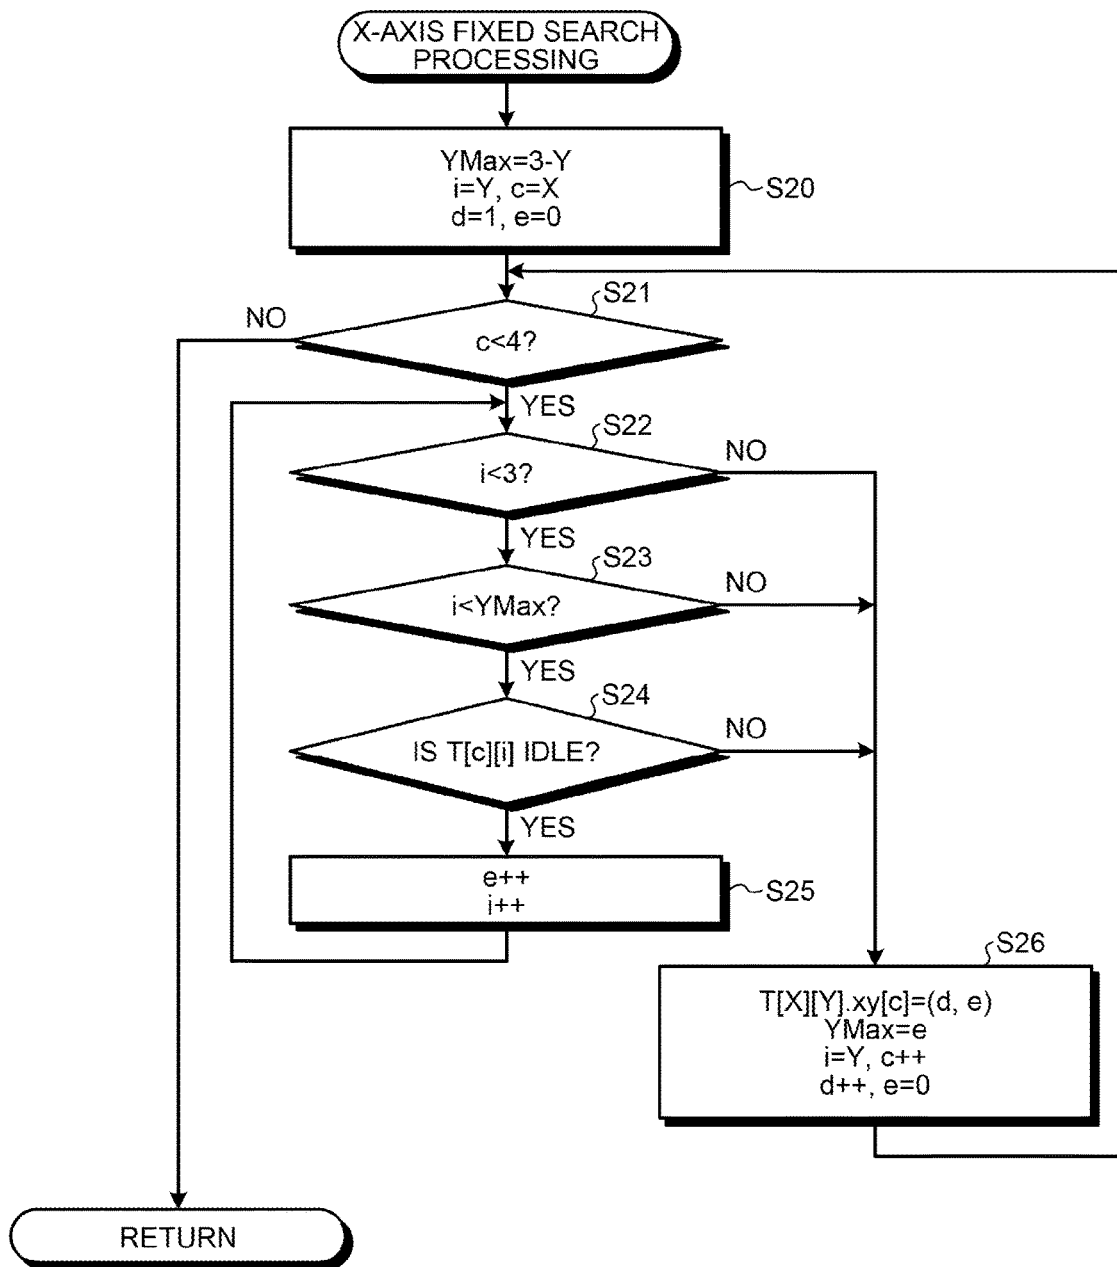 X-AXIS FIXED SEARCH
PROCESSING
YMax=3-Y
i=Y, c=X
d=1, e=0
S20
S21
c<4?
NO
YES
S22
i<3?
NO
YES
S23
i<YMax?
NO
YES
S24
IS T[c][i] IDLE?
NO
YES
e++
i++
S25
S26
T[X][Y].xy[c]=(d, e)
YMax=e
i=Y, c++
d++, e=0
RETURN